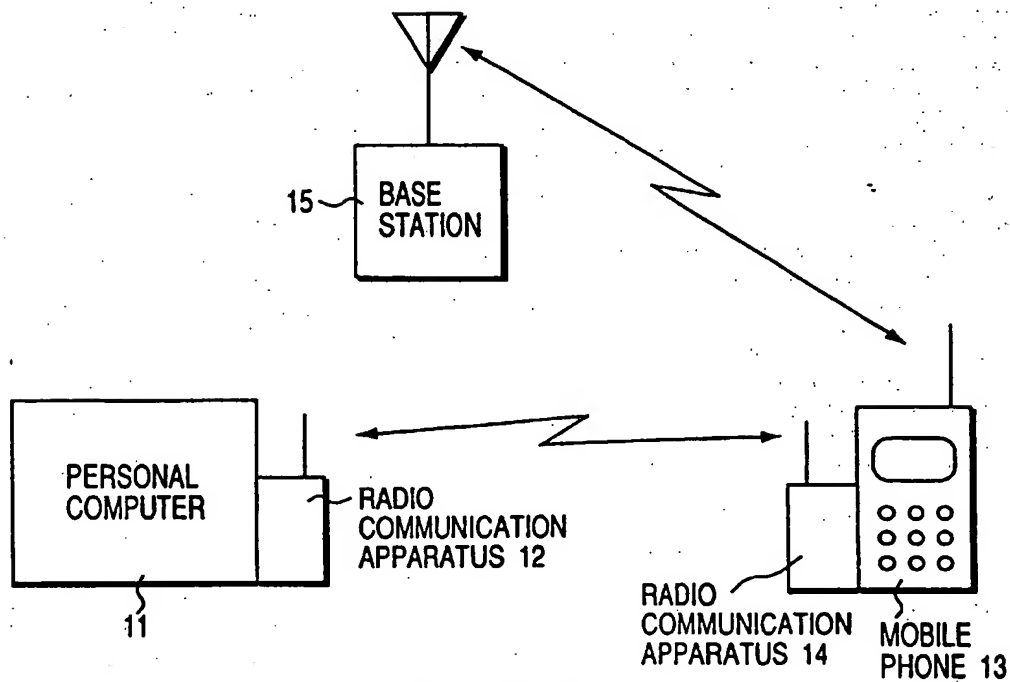 15
BASE
STATION
PERSONAL
COMPUTER
RADIO
COMMUNICATION
APPARATUS 12
11
RADIO
COMMUNICATION
APPARATUS 14
MOBILE
PHONE 13